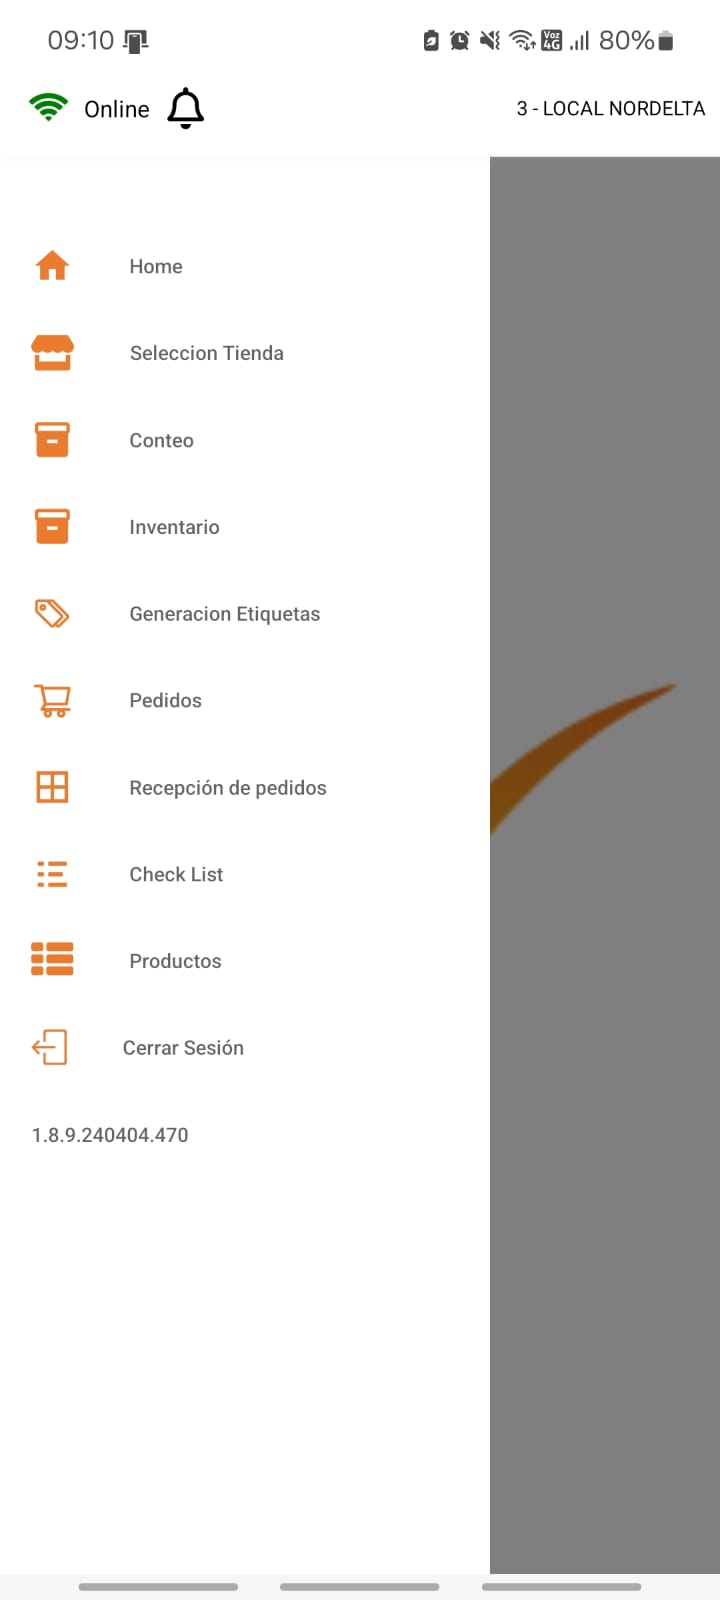 09:10
Voz 4G 80%
Online 3 - LOCAL NORDELTA
Home
Seleccion Tienda
Conteo
Inventario
Generacion Etiquetas
Pedidos
Recepción de pedidos
Check List
Productos
Cerrar Sesión
1.8.9.240404.470